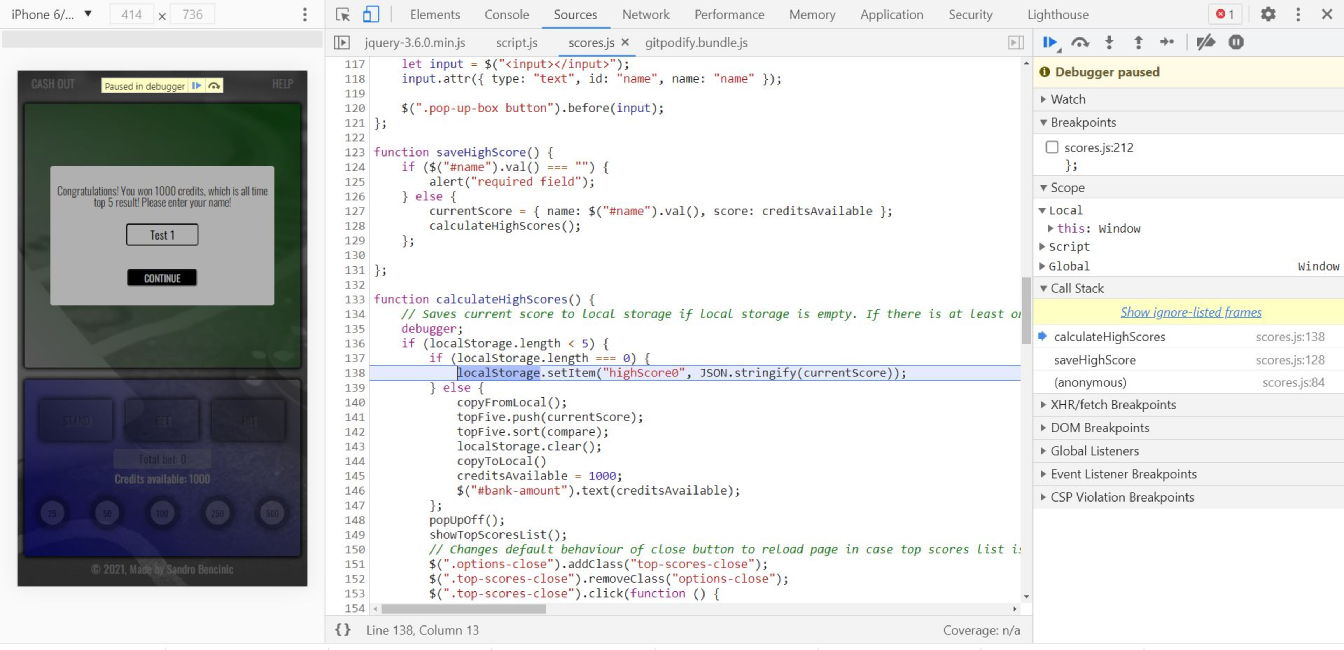 iPhone 6/... ▼ 414 x 736
Elements Console Sources Network Performance Memory Application Security Lighthouse 1
jquery-3.6.0.min.js script.js scores.js × gitpodify.bundle.js
CASH OUT
Paused in debugger
HELP
Congratulations! You won 1000 credits, which is all time
top 5 result! Please enter your name!
Test 1
CONTINUE
Total bet: 0
Credits available: 1000
25 50 100 250 500
© 2021, Made by Sandro Bencinic
117 let input = $("<input></input>");
118 input.attr({ type: "text", id: "name", name: "name" });
119
120 $(".pop-up-box button").before(input);
121 };
122
123 function saveHighScore() {
124 if ($("#name").val() === "") {
125 alert("required field");
126 } else {
127 currentScore = { name: $("#name").val(), score: creditsAvailable };
128 calculateHighScores();
129 };
130
131 };
132
133 function calculateHighScores() {
134 // Saves current score to local storage if local storage is empty. If there is at least
135 debugger;
136 if (localStorage.length < 5) {
137 if (localStorage.length === 0) {
138 localStorage.setItem("highScore0", JSON.stringify(currentScore));
139 } else {
140 copyFromLocal();
141 topFive.push(currentScore);
142 topFive.sort(compare);
143 localStorage.clear();
144 copyToLocal()
145 creditsAvailable = 1000;
146 $("#bank-amount").text(creditsAvailable);
147 };
148 popUpOff();
149 showTopScoresList();
150 // Changes default behaviour of close button to reload page in case top scores list
151 $(".options-close").addClass("top-scores-close");
152 $(".top-scores-close").removeClass("options-close");
153 $(".top-scores-close").click(function () {
154
{} Line 138, Column 13 Coverage: n/a
Debugger paused
Watch
Breakpoints
scores.js:212
};
Scope
Local
this: Window
Script
Global Window
Call Stack
Show ignore-listed frames
calculateHighScores scores.js:138
saveHighScore scores.js:128
(anonymous) scores.js:84
XHR/fetch Breakpoints
DOM Breakpoints
Global Listeners
Event Listener Breakpoints
CSP Violation Breakpoints